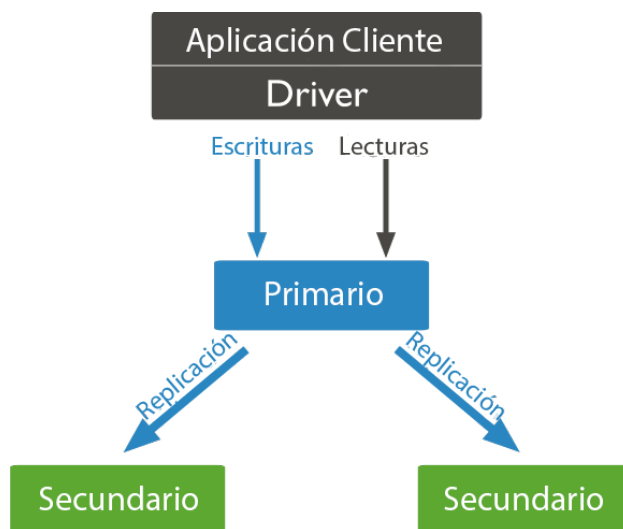 Aplicación Cliente
Driver
Escrituras
Lecturas
Primario
Replicación
Replicación
Secundario
Secundario